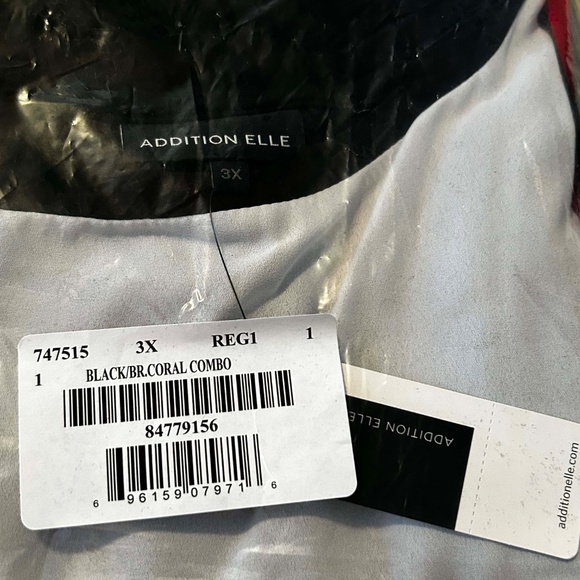 ADDITION ELLE
3X
747515 3X REG1 1
1 BLACK/BR.CORAL COMBO
84779156
6 96159 07971 6
ADDITION ELLE
additionelle.com